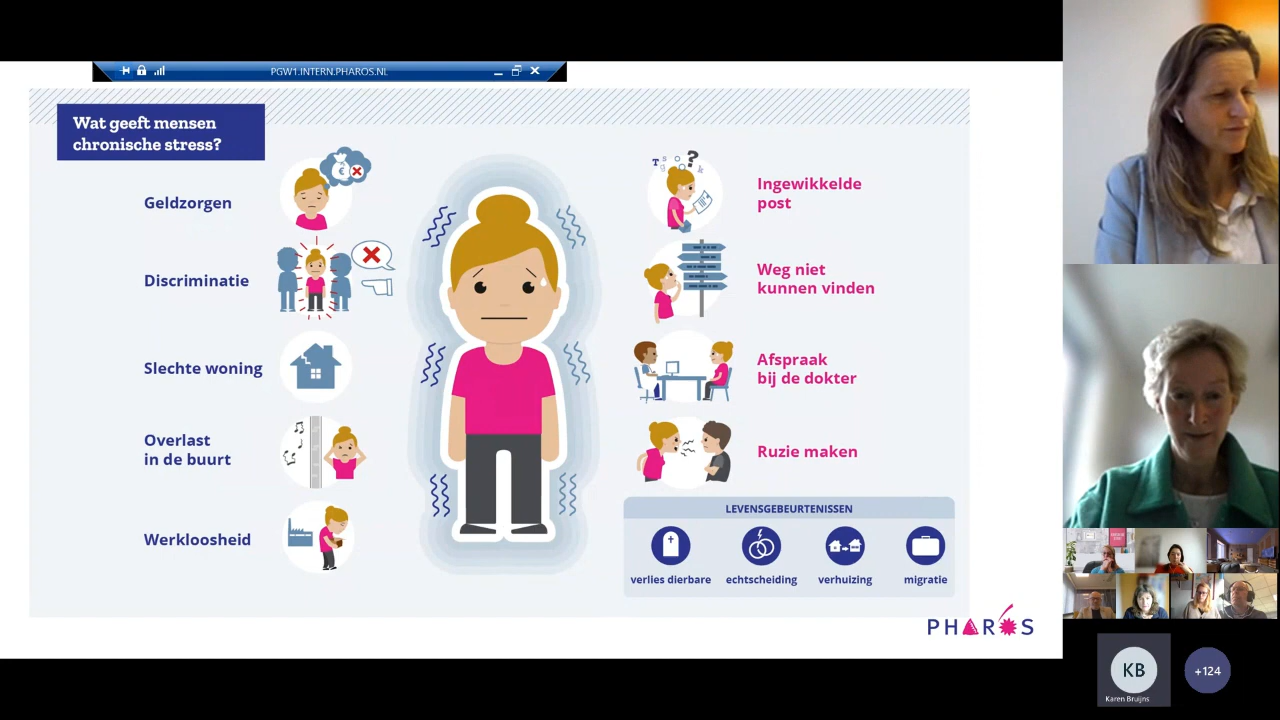 PGW1.INTERN.PHAROS.NL
Wat geeft mensen
chronische stress?
Geldzorgen
Discriminatie
Slechte woning
Overlast
in de buurt
Werkloosheid
Ingewikkelde
post
Weg niet
kunnen vinden
Afspraak
bij de dokter
Ruzie maken
LEVENSGEBEURTENISSEN
verlies dierbare
echtscheiding
verhuizing
migratie
PHAROS
KB
Karen Bruijns
+124